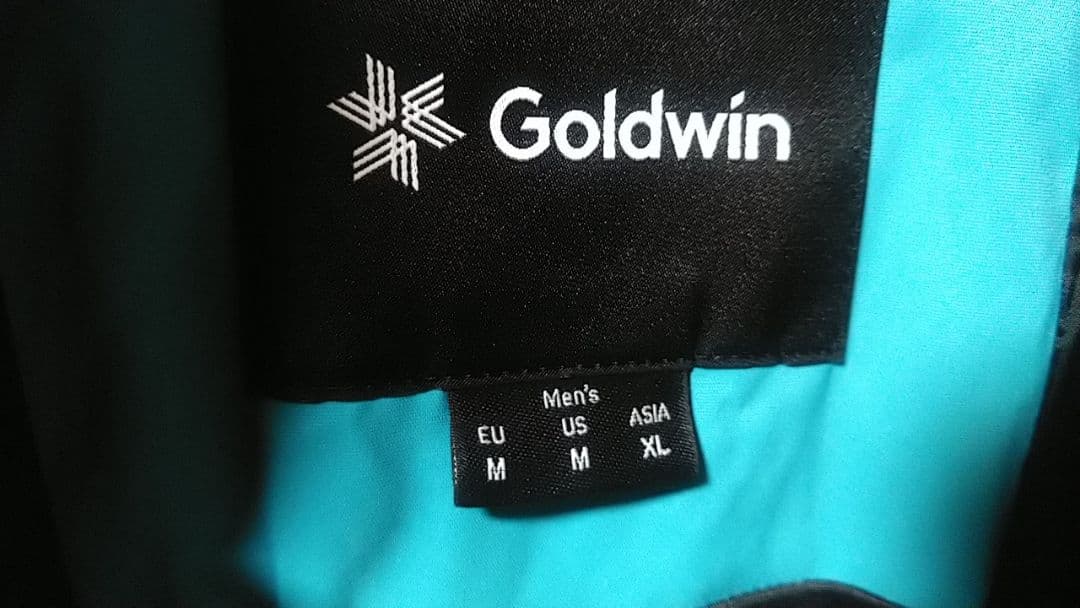 Goldwin
Men's
EU US ASIA
M M XL